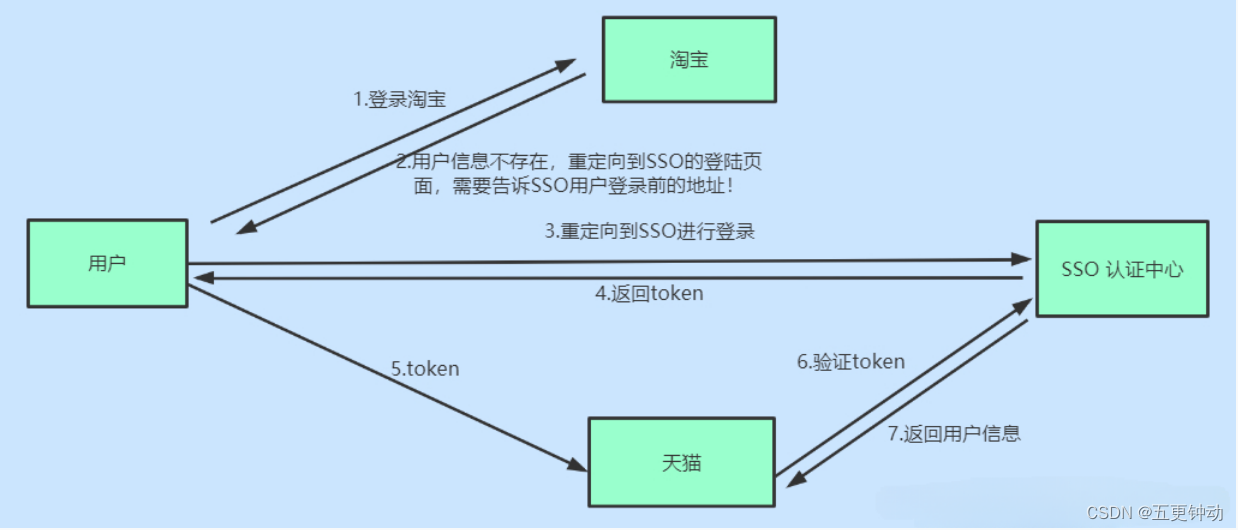 淘宝
1.登录淘宝
2.用户信息不存在，重定向到SSO的登陆页
面，需要告诉SSO用户登录前的地址！
3.重定向到SSO进行登录
用户
SSO 认证中心
4.返回token
5.token
6.验证token
7.返回用户信息
天猫
CSDN @五更钟动